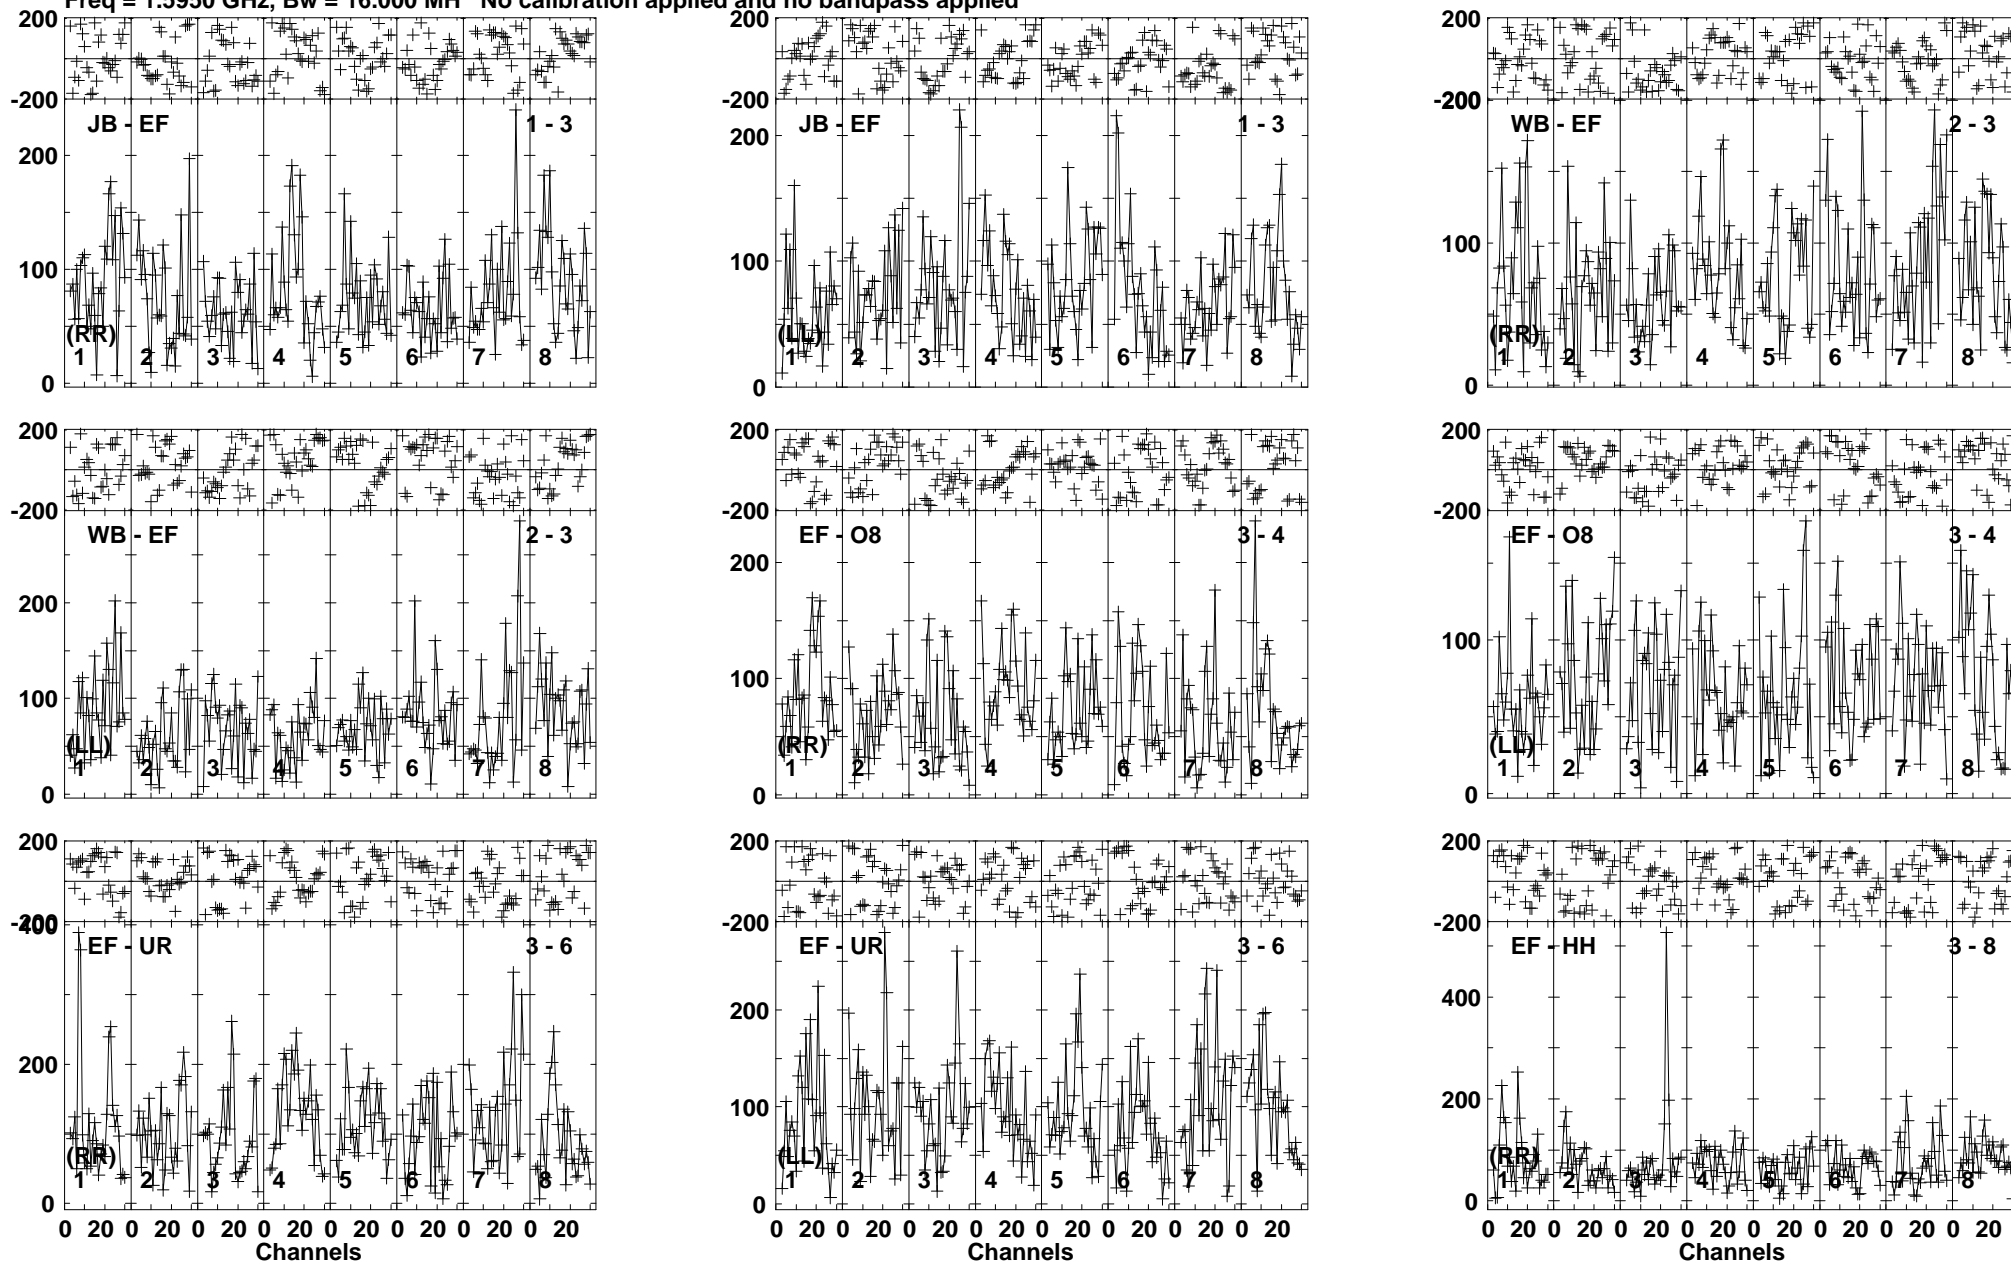 Freq = 1.5950 GHz, Bw = 16.000 MH No calibration applied and no bandpass applied
200 200 200
-200 -200 -200
JB - EF 1 - 3 JB - EF 1 - 3 WB - EF 2 - 3
200 200 200
100 100 100
(RR) (LL) (RR)
1 2 3 4 5 6 7 8 1 2 3 4 5 6 7 8 1 2 3 4 5 6 7 8
0 0 0
200 200 200
-200 -200 -200
WB - EF 2 - 3 EF - O8 3 - 4 EF - O8 3 - 4
200 200
100 100 100
(LL) (RR) (LL)
1 2 3 4 5 6 7 8 1 2 3 4 5 6 7 8 1 2 3 4 5 6 7 8
0 0 0
200 200 200
-200 -200 -200
400
EF - UR 3 - 6 EF - UR 3 - 6 EF - HH 3 - 8
200 200 400
100 200
(RR) (LL) (RR)
1 2 3 4 5 6 7 8 1 2 3 4 5 6 7 8 1 2 3 4 5 6 7 8
0 0 0
0 20 0 20 0 20 0 20 0 20 0 20 0 20 0 20 0 20 0 20 0 20 0 20 0 20 0 20 0 20 0 20 0 20 0 20 0 20 0 20 0 20 0 20 0 20 0 20
Channels Channels Channels